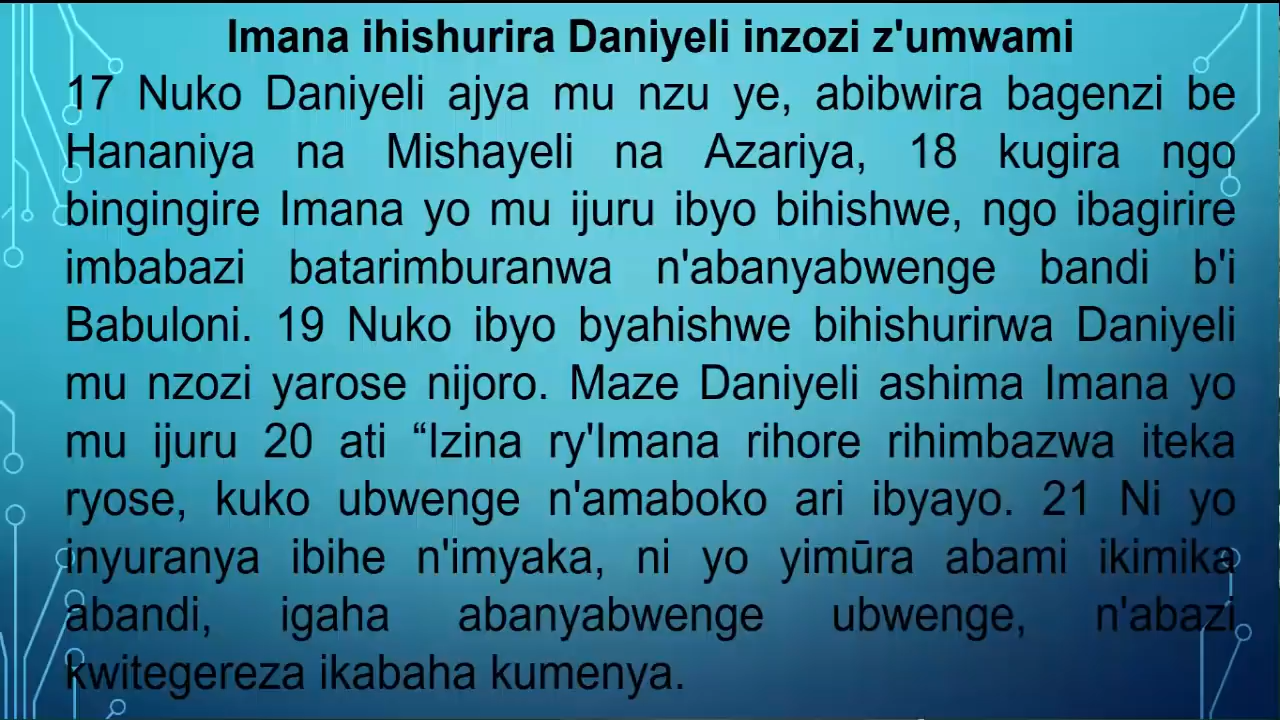 Imana ihishurira Daniyeli inzozi z'umwami
17 Nuko Daniyeli ajya mu nzu ye, abibwira bagenzi be
Hananiya na Mishayeli na Azariya, 18 kugira ngo
bingingire Imana yo mu ijuru ibyo bihishwe, ngo ibagirire
imbabazi batarimburanwa n'abanyabwenge bandi b'i
Babuloni. 19 Nuko ibyo byahishwe bihishurirwa Daniyeli
mu nzozi yarose nijoro. Maze Daniyeli ashima Imana yo
mu ijuru 20 ati “Izina ry'Imana rihore rihimbazwa iteka
ryose, kuko ubwenge n'amaboko ari ibyayo. 21 Ni yo
inyuranya ibihe n'imyaka, ni yo yimūra abami ikimika
abandi, igaha abanyabwenge ubwenge, n'abazi
kwitegereza ikabaha kumenya.